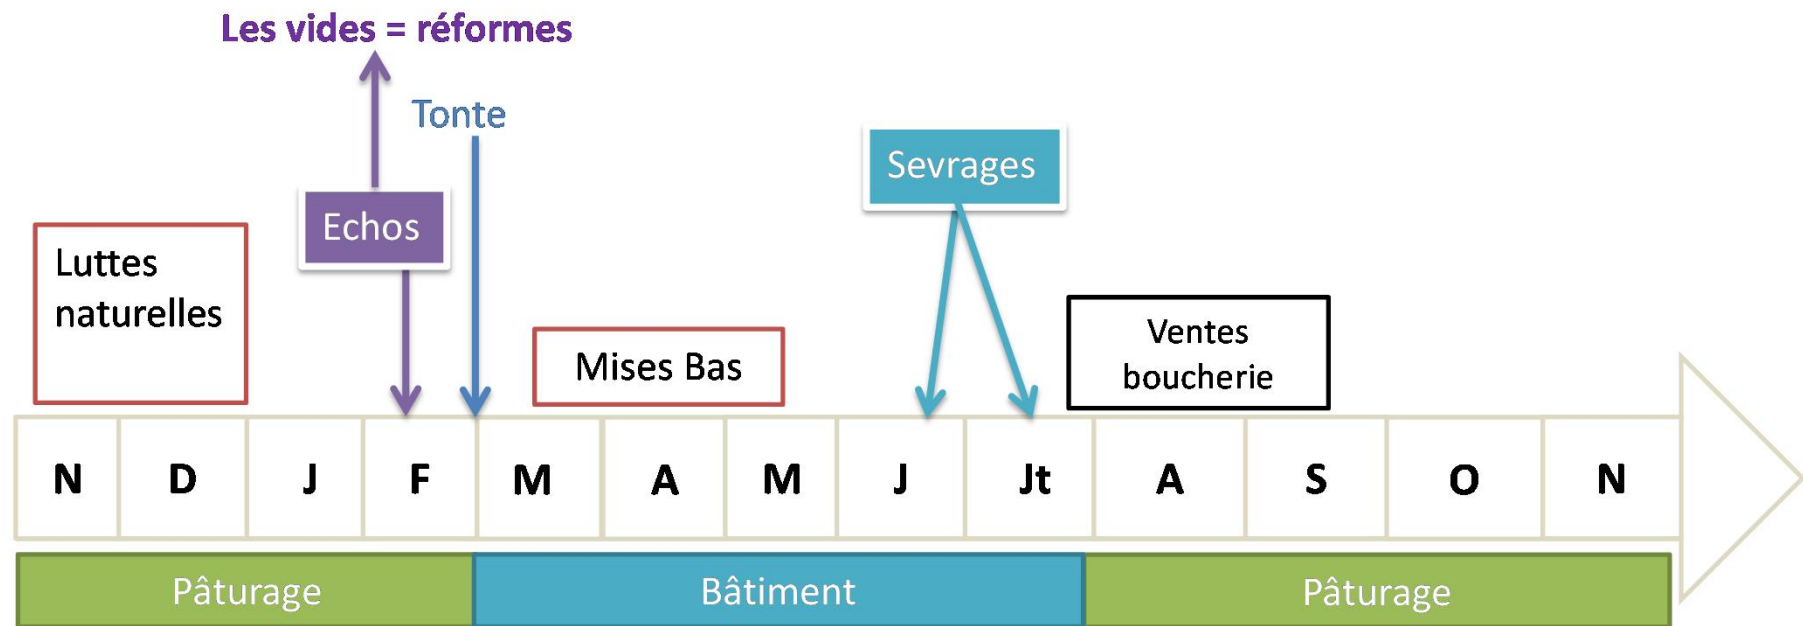 Les vides = réformes
Tonte
Echos
Sevrages
Luttes
naturelles
Mises Bas
Ventes
boucherie
N D J F M A M J Jt A S O N
Pâturage Bâtiment Pâturage